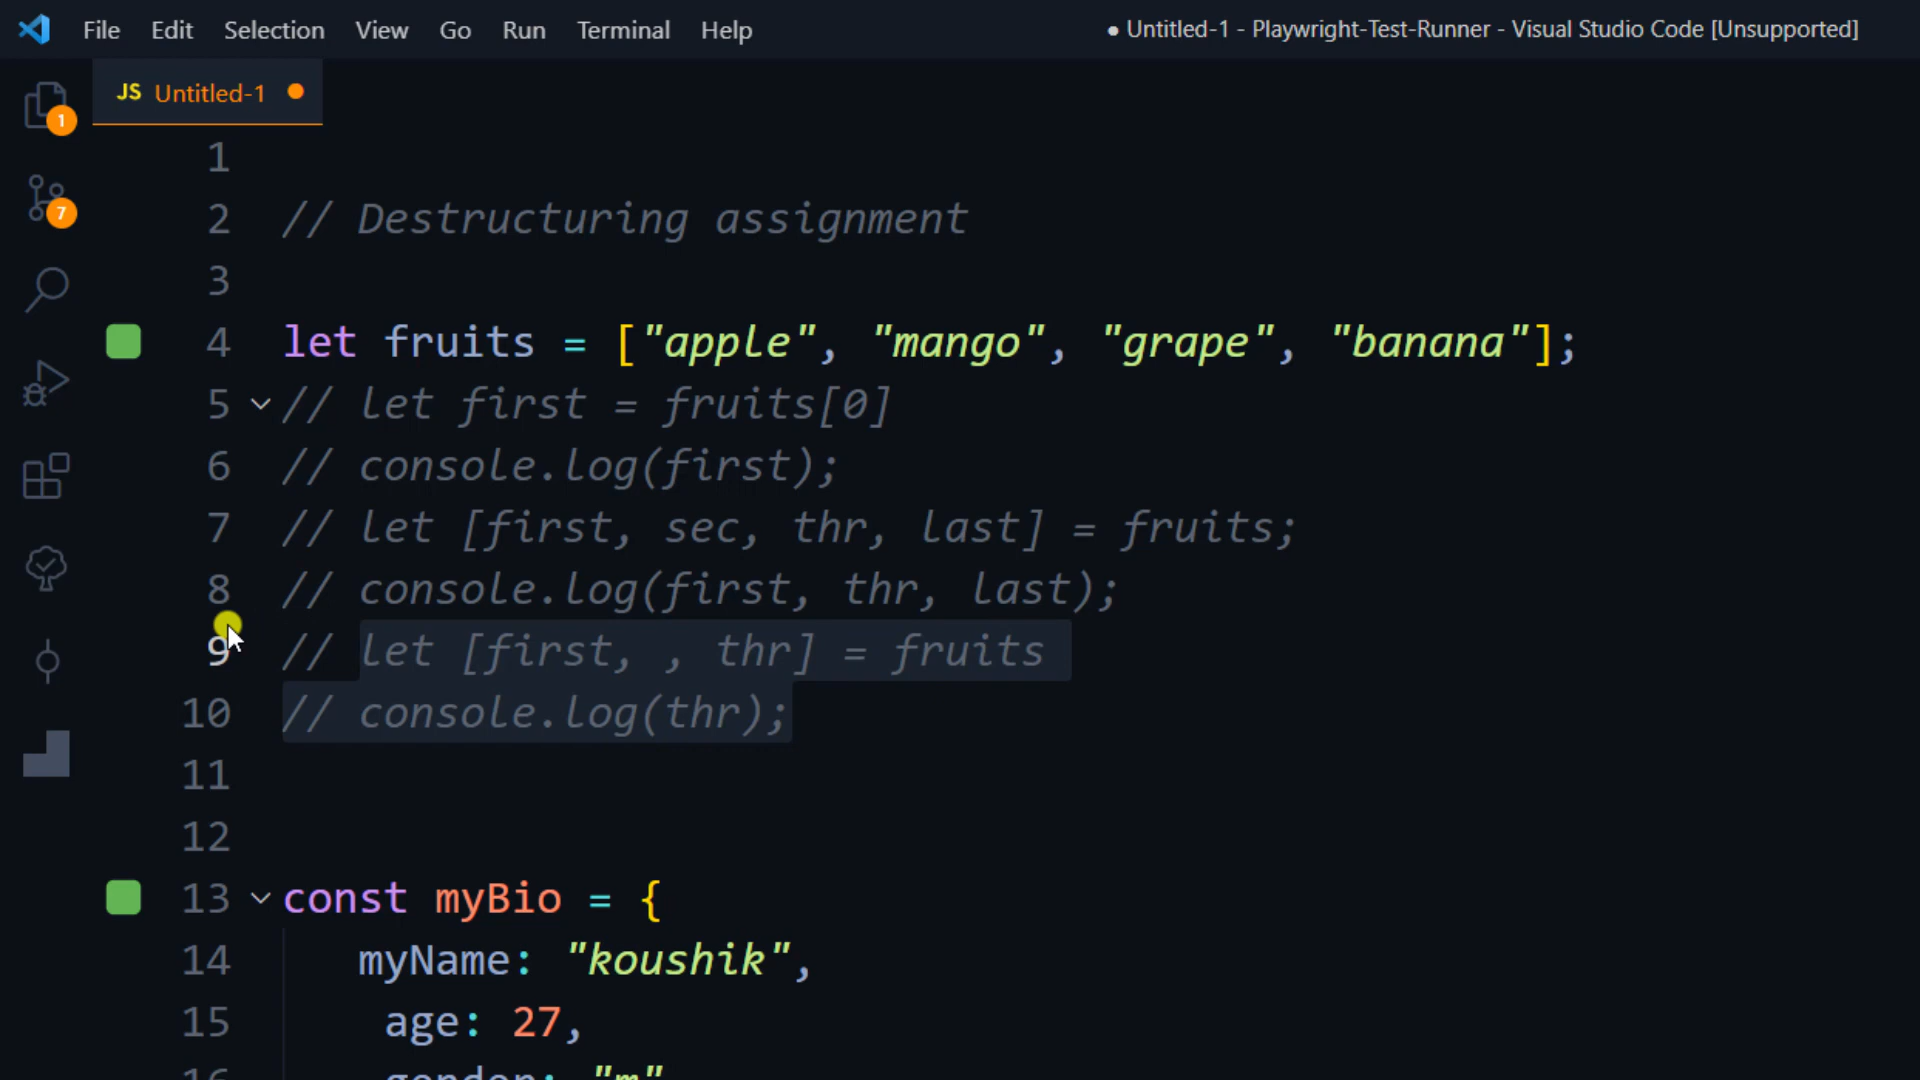 File Edit Selection View Go Run Terminal Help
● Untitled-1 - Playwright-Test-Runner - Visual Studio Code [Unsupported]
JS Untitled-1
1
7
1
2 // Destructuring assignment
3
4 let fruits = ["apple", "mango", "grape", "banana"];
5 // let first = fruits[0]
6 // console.log(first);
7 // let [first, sec, thr, last] = fruits;
8 // console.log(first, thr, last);
9 // let [first, , thr] = fruits
10 // console.log(thr);
11
12
13 const myBio = {
14 myName: "koushik",
15 age: 27,
16 gender: "m"